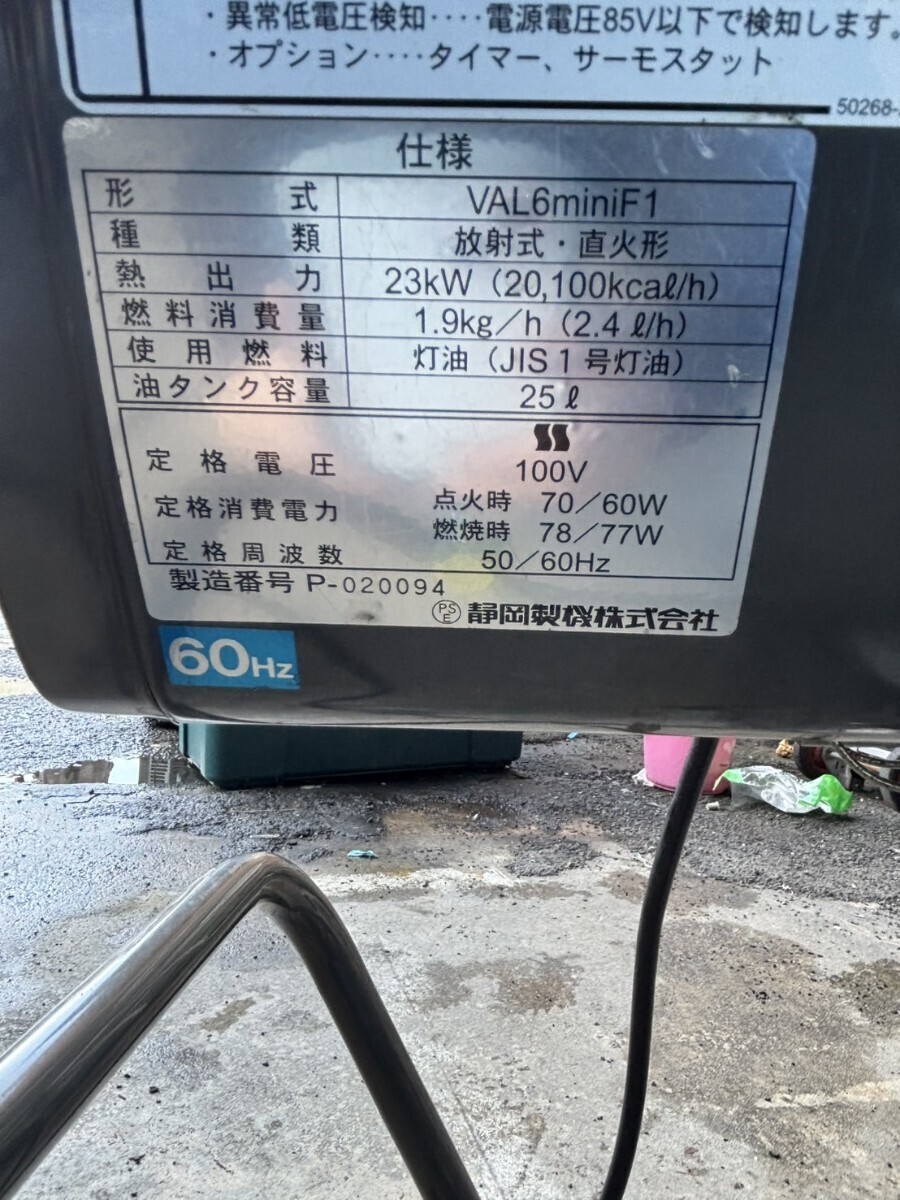 ・異常低電圧検知‥‥電源電圧85V以下で検知します。
・オプション‥‥タイマー、サーモスタット
50268-
仕様
形式 VAL6miniF1
種類 放射式・直火形
熱出力 23kW（20,100kcaℓ/h）
燃料消費量 1.9kg／h（2.4ℓ/h）
使用燃料 灯油（JIS1号灯油）
油タンク容量 25ℓ
定格電圧 100V
定格消費電力 点火時 70／60W
燃焼時 78／77W
定格周波数 50／60Hz
製造番号 P-020094
PSE 静岡製機株式会社
60Hz